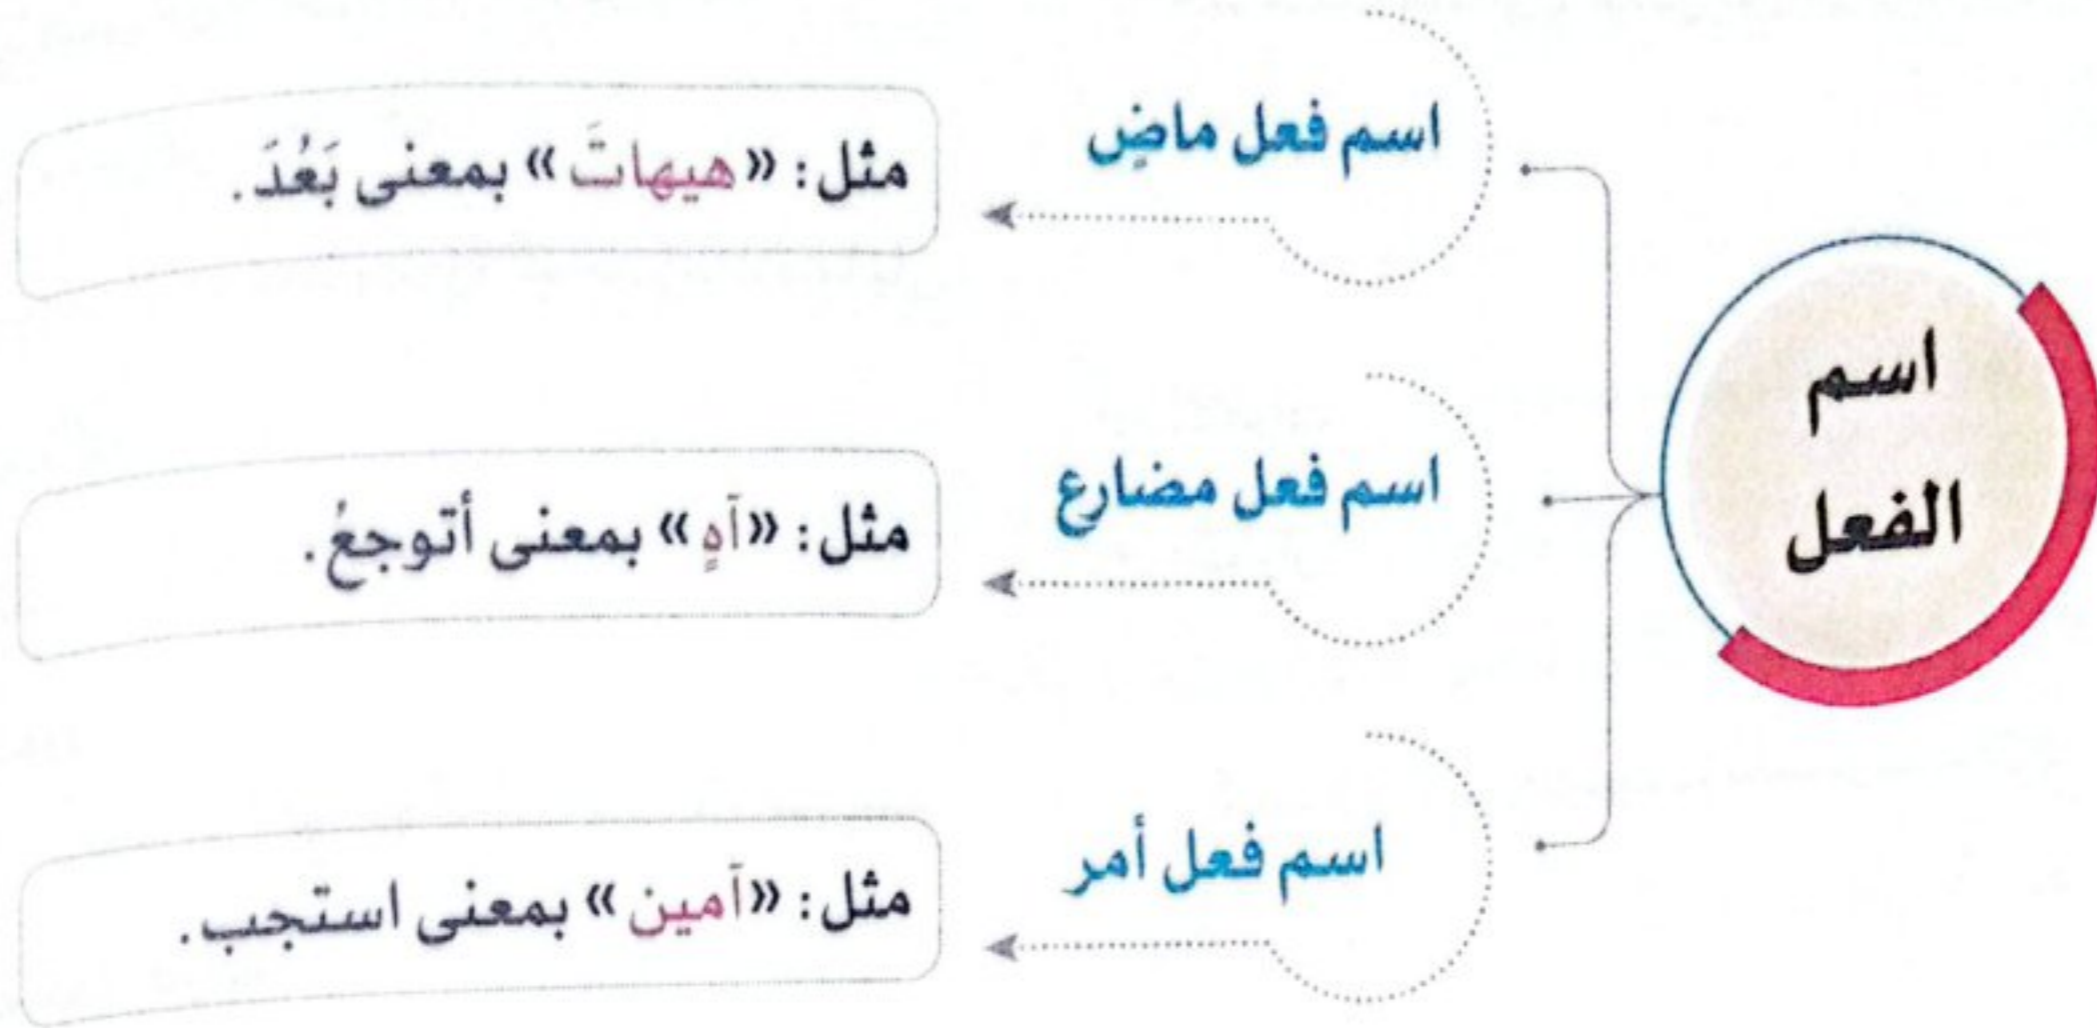 اسم
الفعل
اسم فعل ماضٍ
مثل: «هيهاتَ» بمعنى بَعُدَ.
اسم فعل مضارع
مثل: «آهٍ» بمعنى أتوجعُ.
اسم فعل أمر
مثل: «آمين» بمعنى استجب.